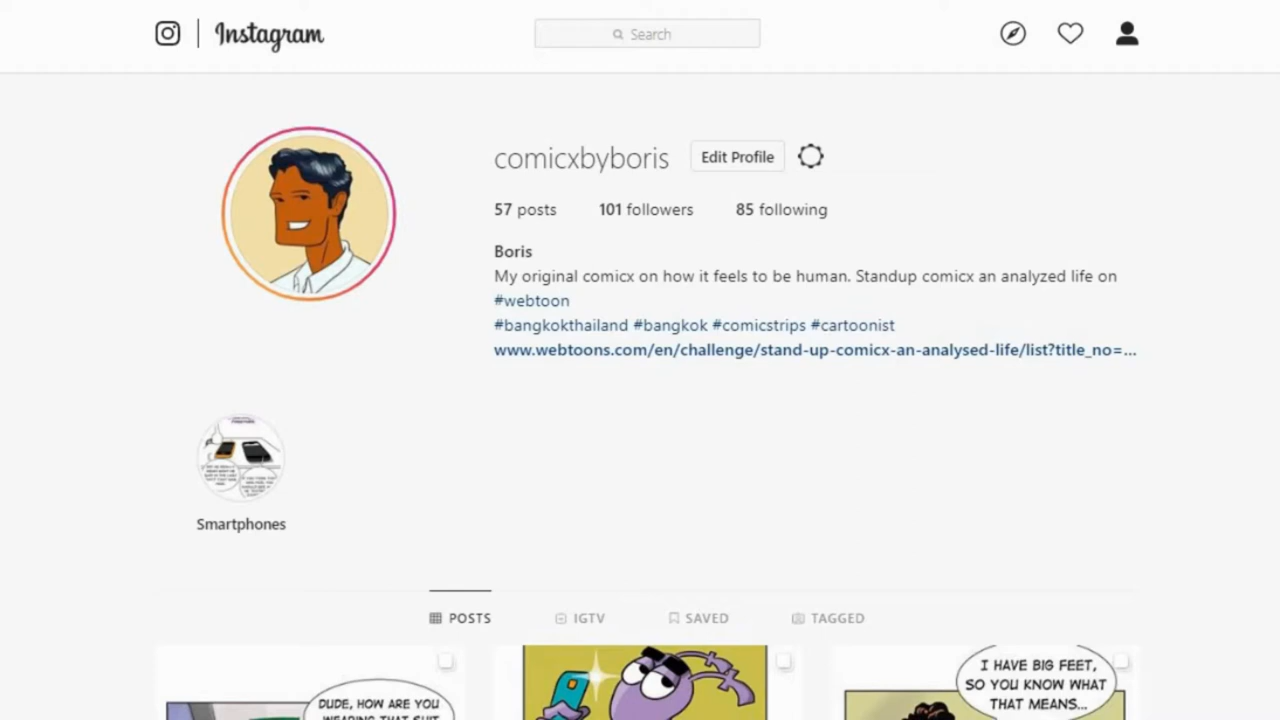 Instagram
Search
comicxbyboris Edit Profile
57 posts 101 followers 85 following
Boris
My original comicx on how it feels to be human. Standup comicx an analyzed life on
#webtoon
#bangkokthailand #bangkok #comicstrips #cartoonist
www.webtoons.com/en/challenge/stand-up-comicx-an-analysed-life/list?title_no=...
Smartphones
POSTS IGTV SAVED TAGGED
DUDE, HOW ARE YOU
WEARING THAT SUIT
I HAVE BIG FEET,
SO YOU KNOW WHAT
THAT MEANS...